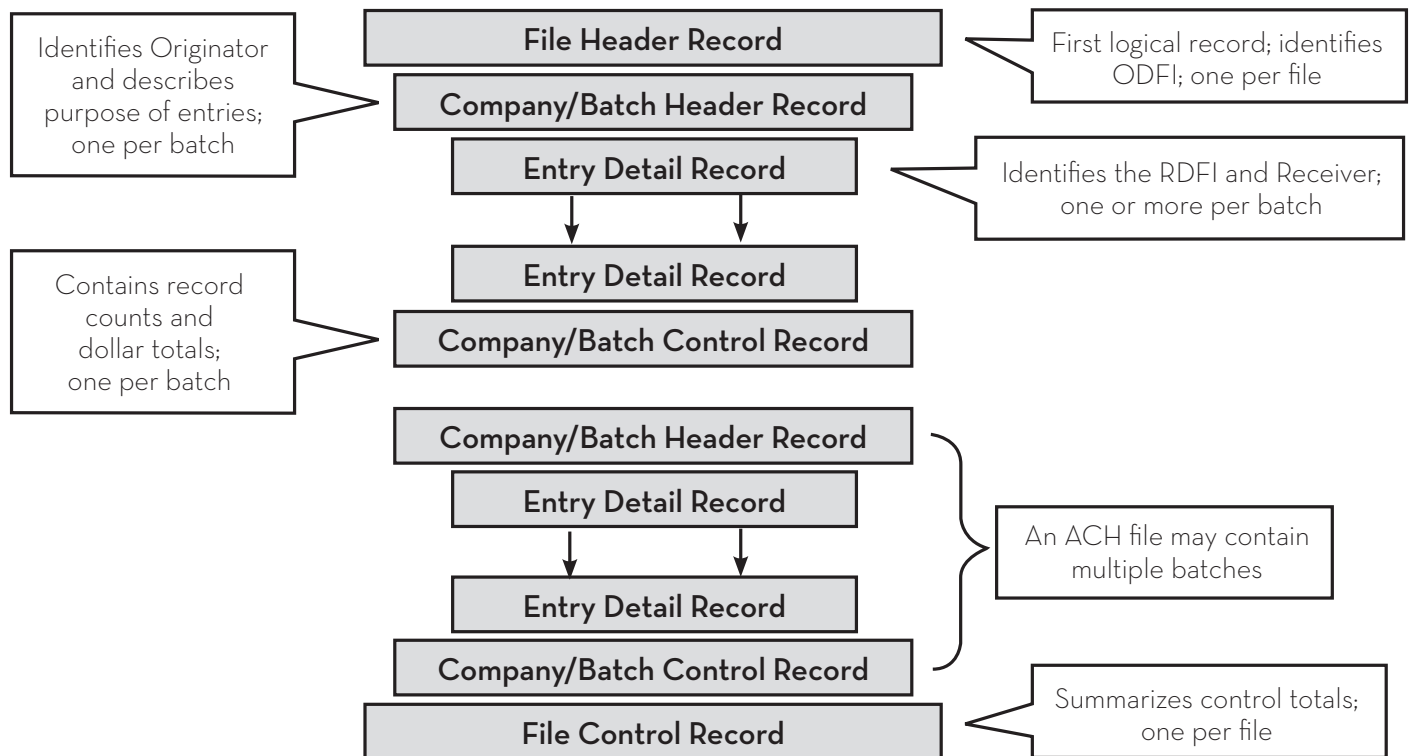 File Header Record
Identifies Originator
and describes
purpose of entries;
one per batch
First logical record; identifies
ODFI; one per file
Company/Batch Header Record
Entry Detail Record
Identifies the RDFI and Receiver;
one or more per batch
Entry Detail Record
Contains record
counts and
dollar totals;
one per batch
Company/Batch Control Record
Company/Batch Header Record
Entry Detail Record
An ACH file may contain
multiple batches
Entry Detail Record
Company/Batch Control Record
Summarizes control totals;
one per file
File Control Record